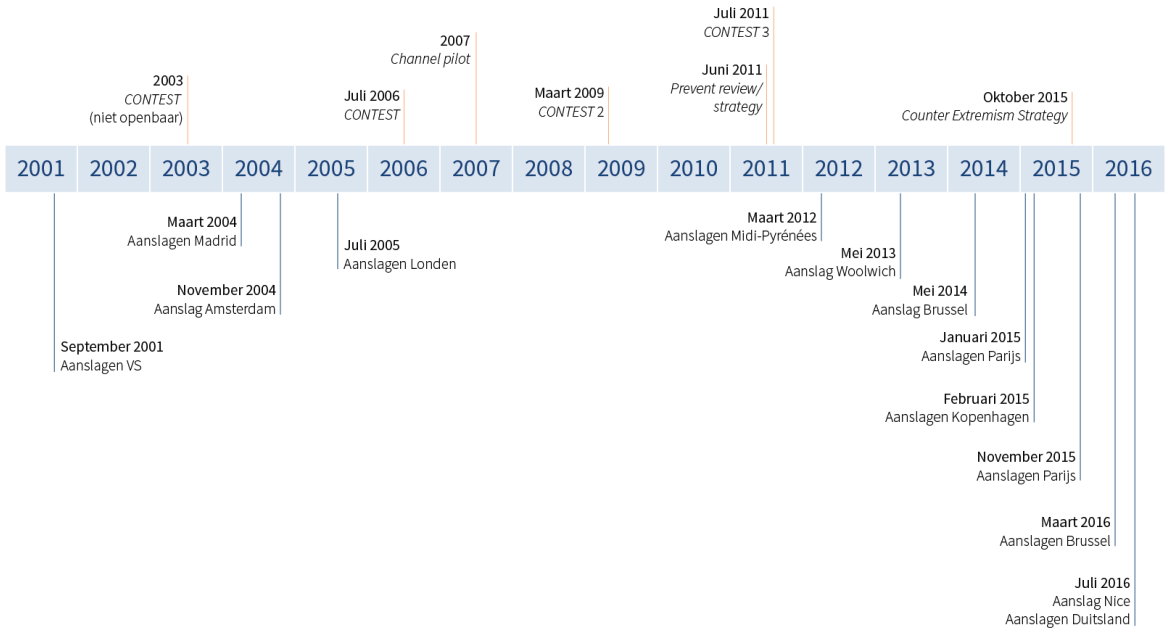 Juli 2011
CONTEST 3
2007
Channel pilot
Juni 2011
Prevent review/
strategy
2003
CONTEST
(niet openbaar)
Juli 2006
CONTEST
Maart 2009
CONTEST 2
Oktober 2015
Counter Extremism Strategy
2001 2002 2003 2004 2005 2006 2007 2008 2009 2010 2011 2012 2013 2014 2015 2016
Maart 2004
Aanslagen Madrid
November 2004
Aanslag Amsterdam
September 2001
Aanslagen VS
Juli 2005
Aanslagen Londen
Maart 2012
Aanslagen Midi-Pyrénées
Mei 2013
Aanslag Woolwich
Mei 2014
Aanslag Brussel
Januari 2015
Aanslagen Parijs
Februari 2015
Aanslagen Kopenhagen
November 2015
Aanslagen Parijs
Maart 2016
Aanslagen Brussel
Juli 2016
Aanslag Nice
Aanslagen Duitsland